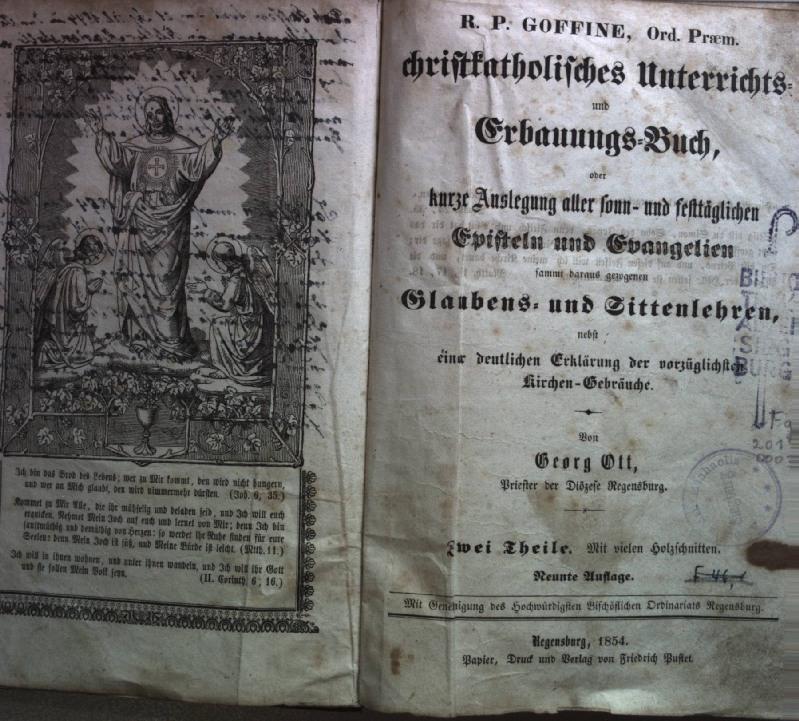 Ich bin das Brod des Lebens; wer zu Mir kommt, den wird nicht hungern,
und wer an Mich glaubt, den wird nimmermehr dürsten. (Joh. 6, 35.)
Kommet zu Mir Alle, die ihr mühselig und beladen seid, und Ich will euch
erquicken. Nehmet Mein Joch auf euch und lernet von Mir; denn Ich bin
sanftmüthig und demüthig von Herzen: so werdet ihr Ruhe finden für eure
Seelen: denn Mein Joch ist süß, und Meine Bürde ist leicht. (Mtth. 11.)
Ich will in ihnen wohnen, und unter ihnen wandeln, und Ich will ihr Gott
und sie sollen Mein Volk seyn. (II. Corinth. 6, 16.)
R. P. GOFFINE, Ord. Præm.
christkatholisches Unterrichts-
und
Erbauungs-Buch,
oder
kurze Auslegung aller sonn- und festtäglichen
Episteln und Evangelien
sammt daraus gezogenen
Glaubens- und Sittenlehren,
nebst
einer deutlichen Erklärung der vorzüglichsten
Kirchen-Gebräuche.
Von
Georg Ott,
Priester der Diözese Regensburg.
Zwei Theile. Mit vielen Holzschnitten.
Neunte Auflage.
Mit Genehmigung des Hochwürdigsten Bischöflichen Ordinariats Regensburg.
Regensburg, 1854.
Papier, Druck und Verlag von Friedrich Pustet.
SIEG
BURG